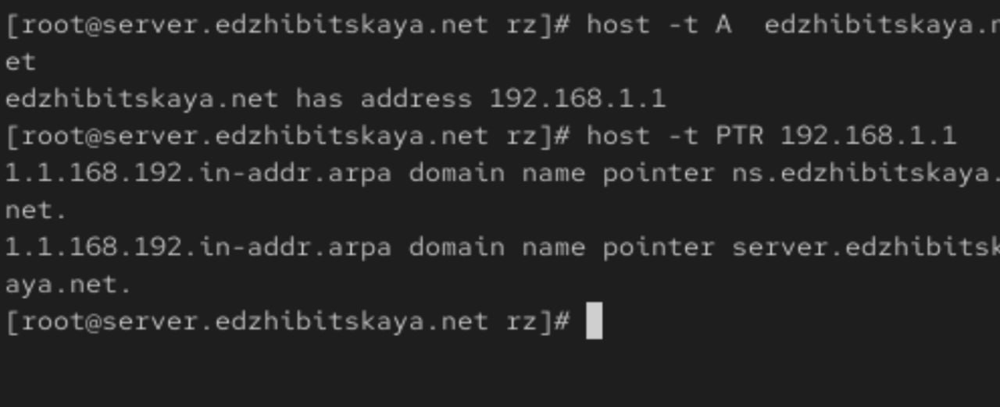 [root@server.edzhibitskaya.net rz]# host -t A  edzhibitskaya.n
et
edzhibitskaya.net has address 192.168.1.1
[root@server.edzhibitskaya.net rz]# host -t PTR 192.168.1.1
1.1.168.192.in-addr.arpa domain name pointer ns.edzhibitskaya.
net.
1.1.168.192.in-addr.arpa domain name pointer server.edzhibitsk
aya.net.
[root@server.edzhibitskaya.net rz]#